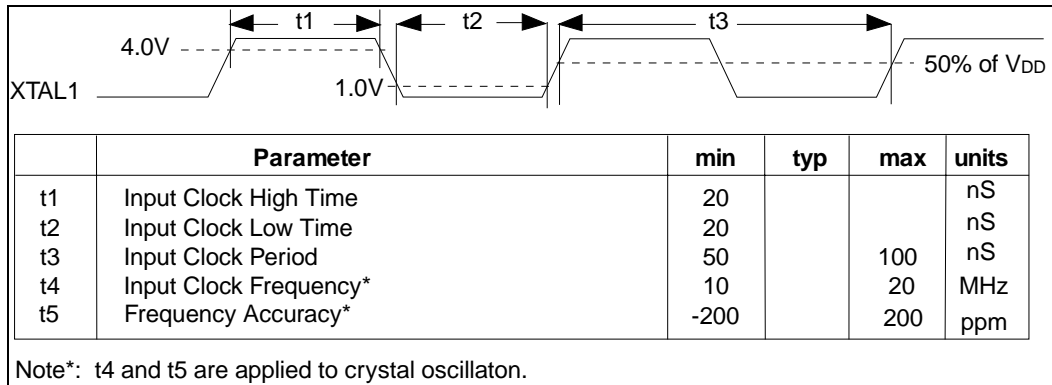 t1 t2 t3
4.0V
50% of VDD
XTAL1 1.0V
Parameter min typ max units
t1 Input Clock High Time 20 nS
t2 Input Clock Low Time 20 nS
t3 Input Clock Period 50 100 nS
t4 Input Clock Frequency* 10 20 MHz
t5 Frequency Accuracy* -200 200 ppm
Note*: t4 and t5 are applied to crystal oscillaton.